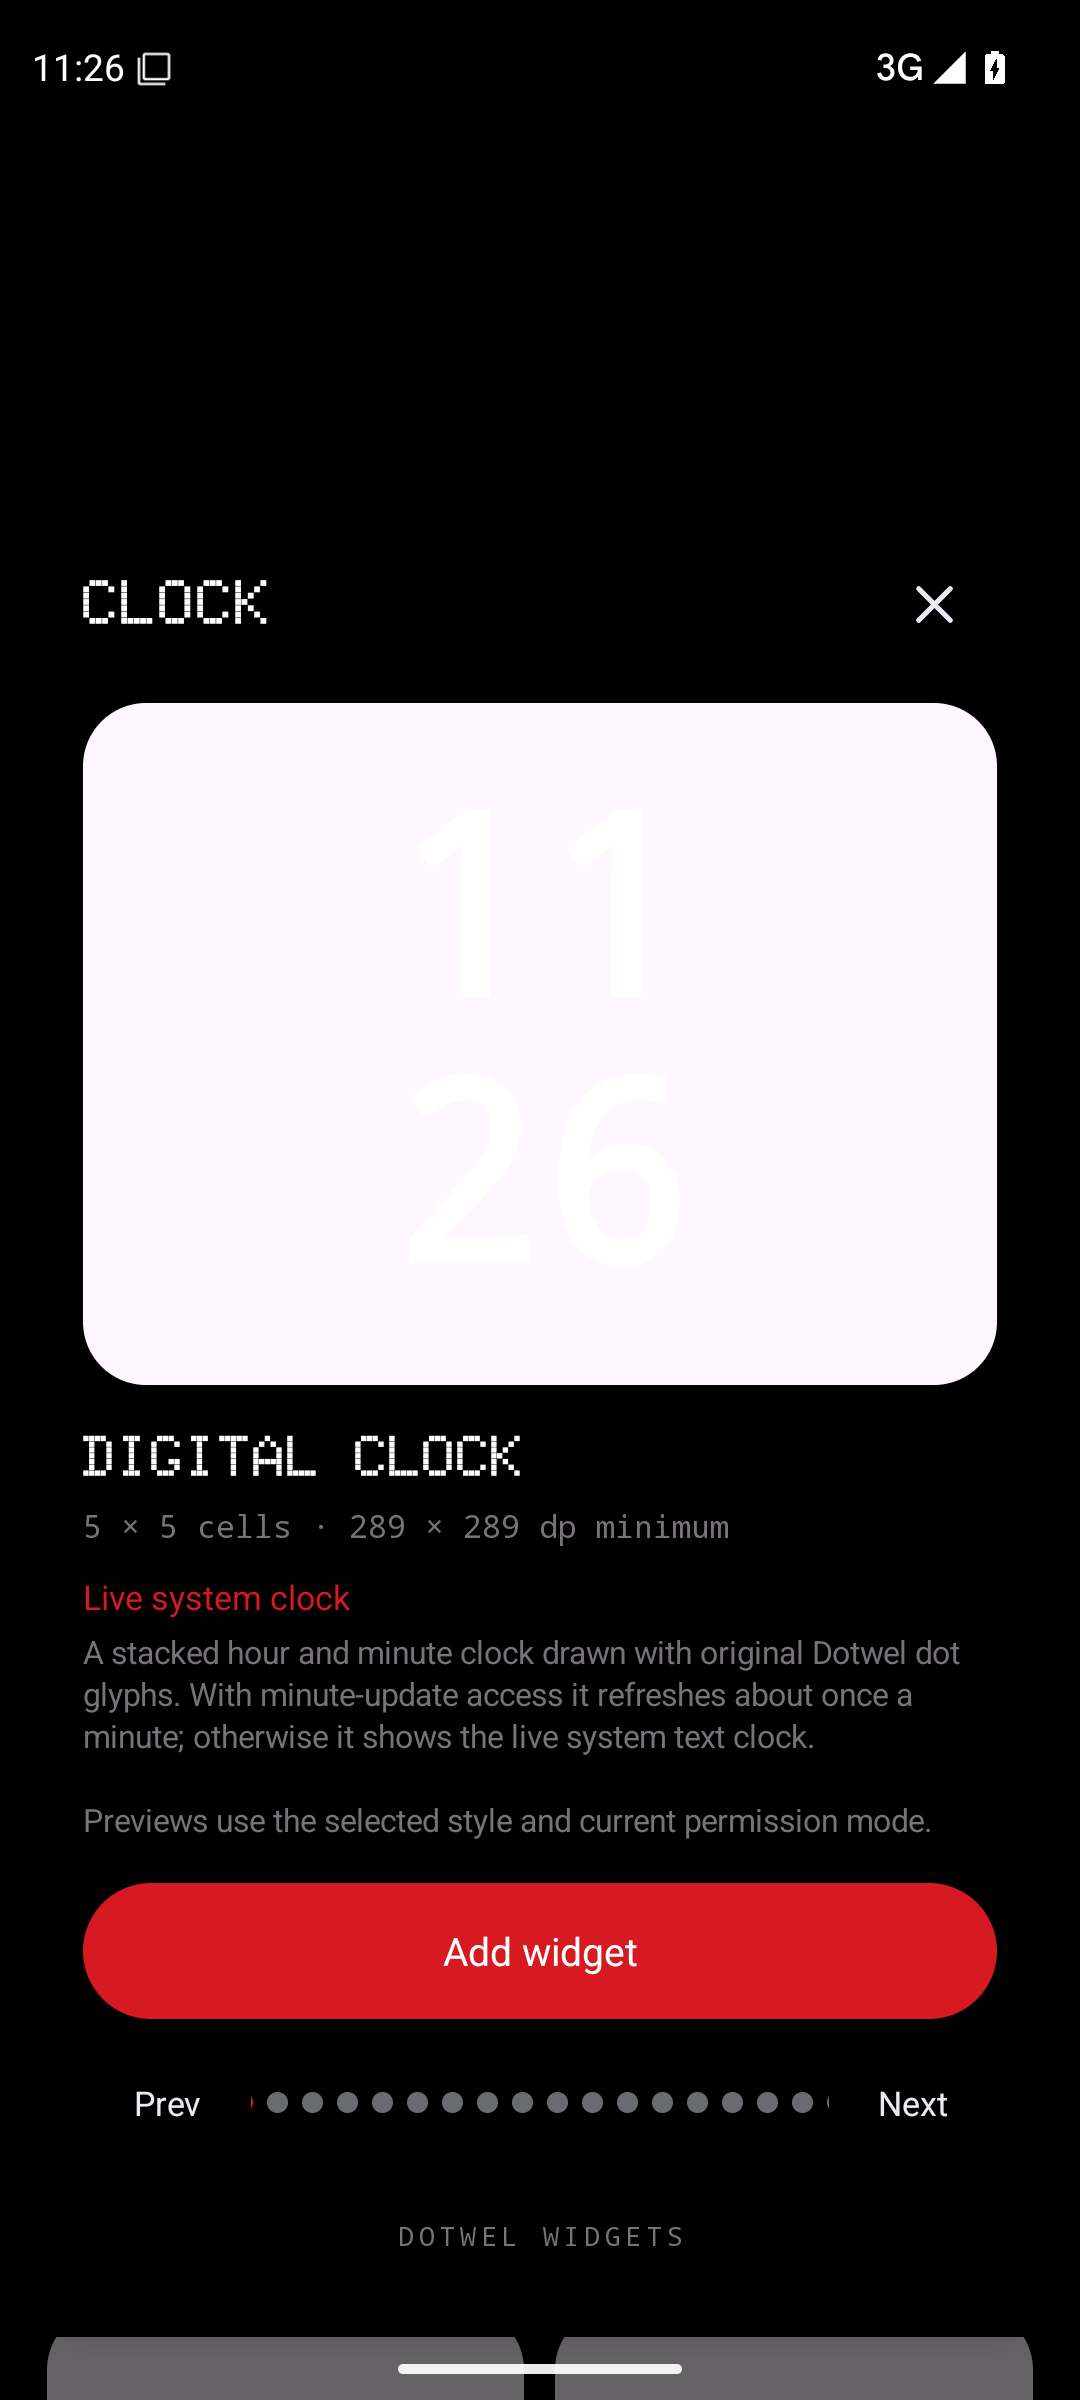 11:26
3G
CLOCK
11
26
DIGITAL CLOCK
5 × 5 cells · 289 × 289 dp minimum
Live system clock
A stacked hour and minute clock drawn with original Dotwel dot
glyphs. With minute-update access it refreshes about once a
minute; otherwise it shows the live system text clock.
Previews use the selected style and current permission mode.
Add widget
Prev
Next
DOTWEL WIDGETS